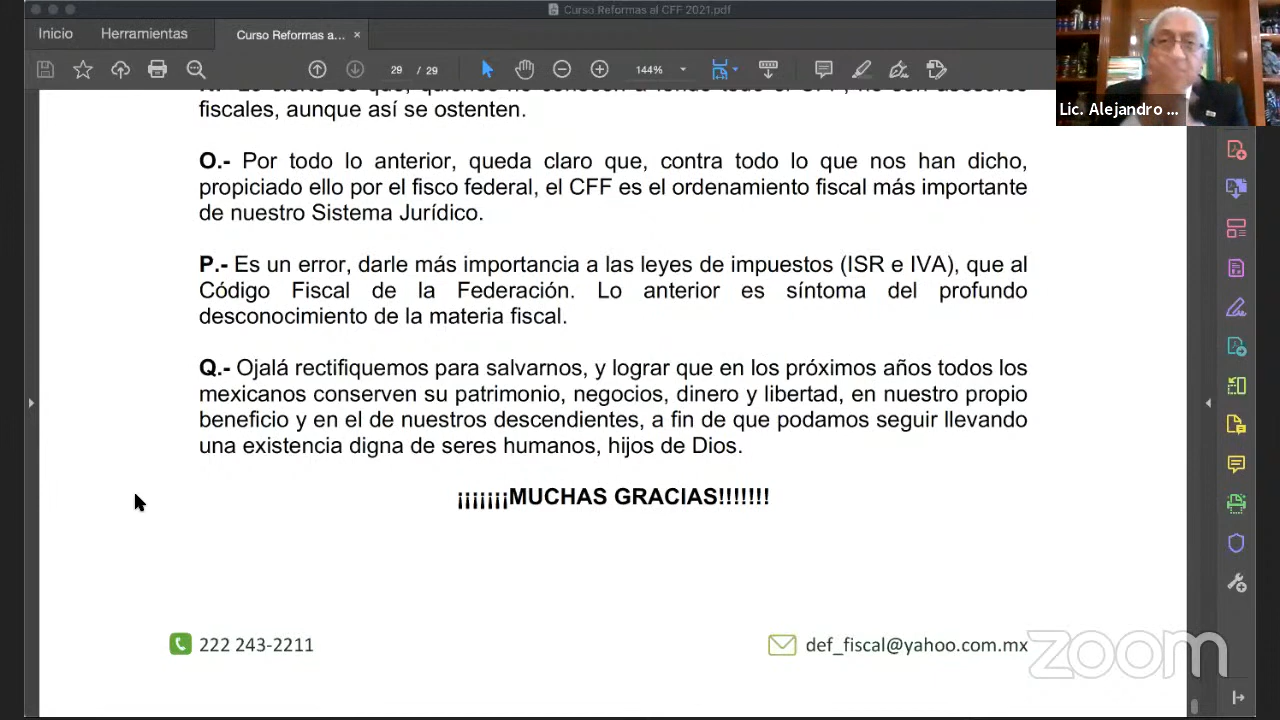 Curso Reformas al CFF 2021.pdf
Inicio
Herramientas
Curso Reformas a... ×
29 / 29
144%
Lic. Alejandro ...
fiscales, aunque así se ostenten.
O.- Por todo lo anterior, queda claro que, contra todo lo que nos han dicho,
propiciado ello por el fisco federal, el CFF es el ordenamiento fiscal más importante
de nuestro Sistema Jurídico.
P.- Es un error, darle más importancia a las leyes de impuestos (ISR e IVA), que al
Código Fiscal de la Federación. Lo anterior es síntoma del profundo
desconocimiento de la materia fiscal.
Q.- Ojalá rectifiquemos para salvarnos, y lograr que en los próximos años todos los
mexicanos conserven su patrimonio, negocios, dinero y libertad, en nuestro propio
beneficio y en el de nuestros descendientes, a fin de que podamos seguir llevando
una existencia digna de seres humanos, hijos de Dios.
¡¡¡¡¡¡¡MUCHAS GRACIAS!!!!!!!
222 243-2211
def_fiscal@yahoo.com.mx
zoom